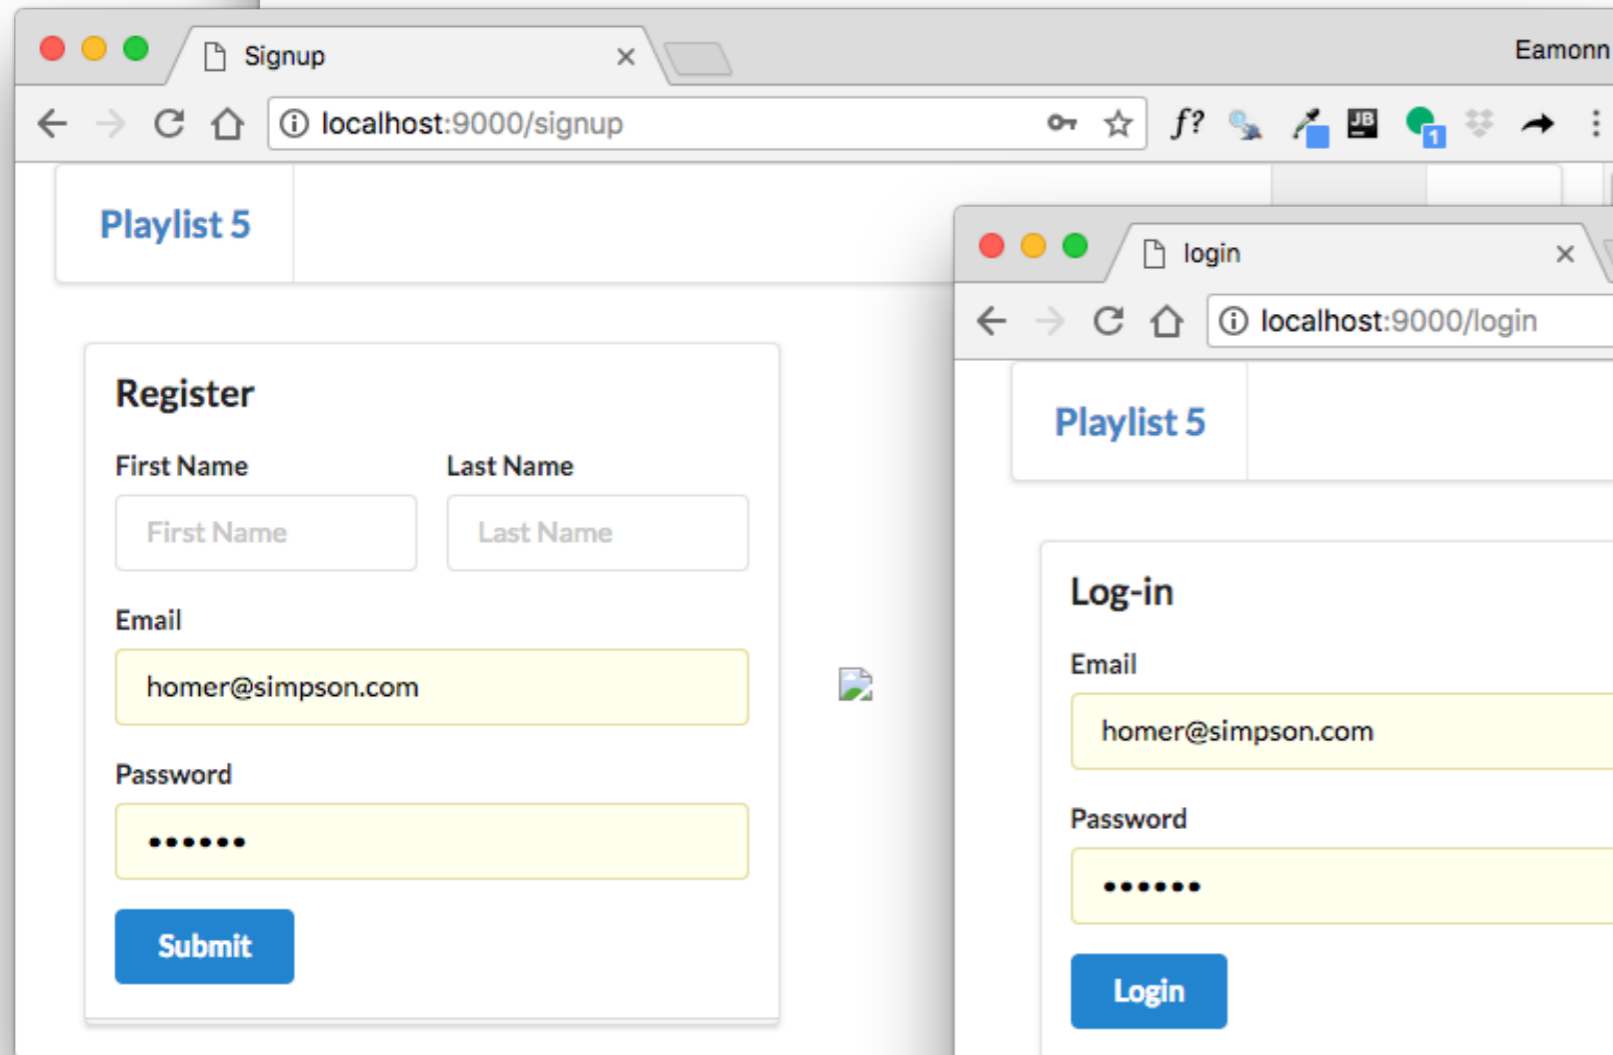 Signup
Eamonn
localhost:9000/signup
f?
JB
1
Playlist 5
Register
First Name
Last Name
First Name
Last Name
Email
homer@simpson.com
Password
••••••
Submit
login
localhost:9000/login
Playlist 5
Log-in
Email
homer@simpson.com
Password
••••••
Login